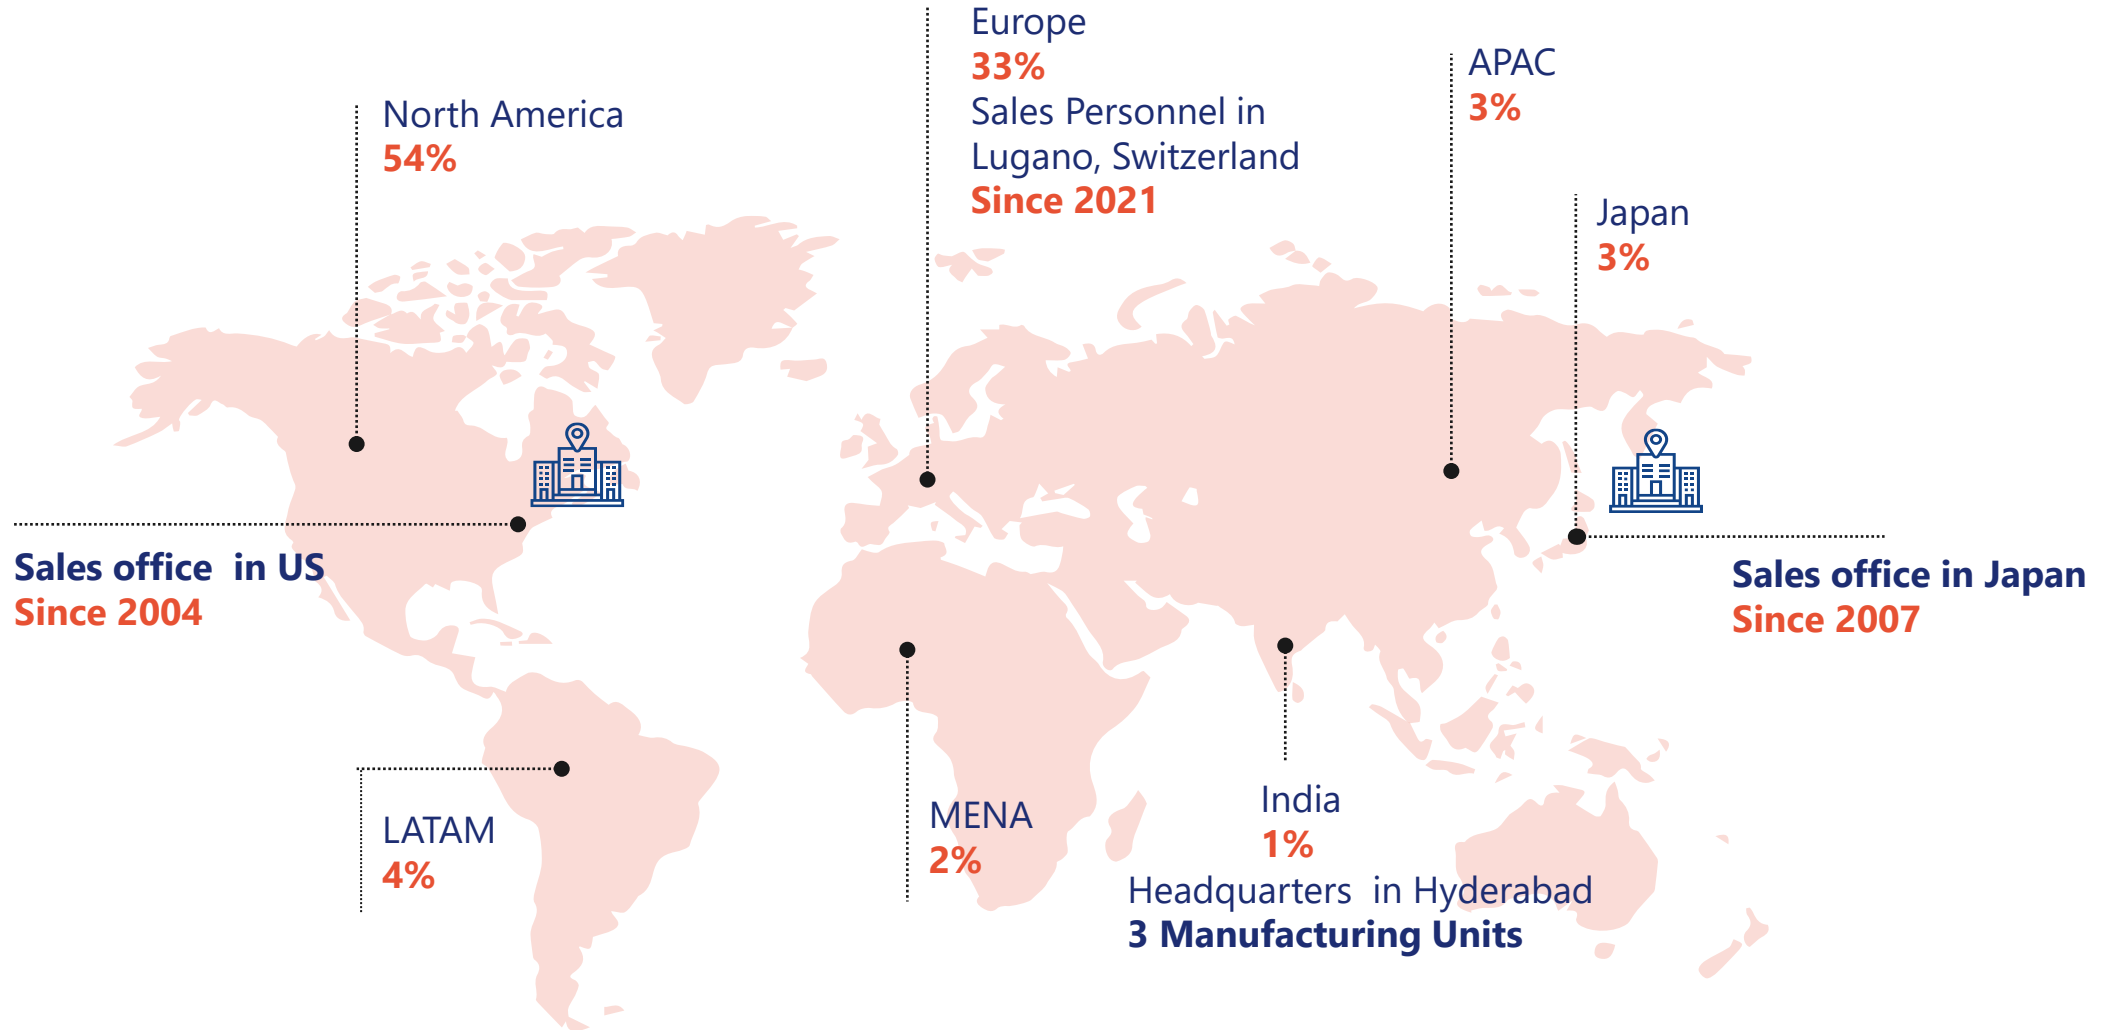 Europe
33%
Sales Personnel in
Lugano, Switzerland
Since 2021
APAC
3%
North America
54%
Japan
3%
Sales office in US
Since 2004
Sales office in Japan
Since 2007
LATAM
4%
MENA
2%
India
1%
Headquarters in Hyderabad
3 Manufacturing Units